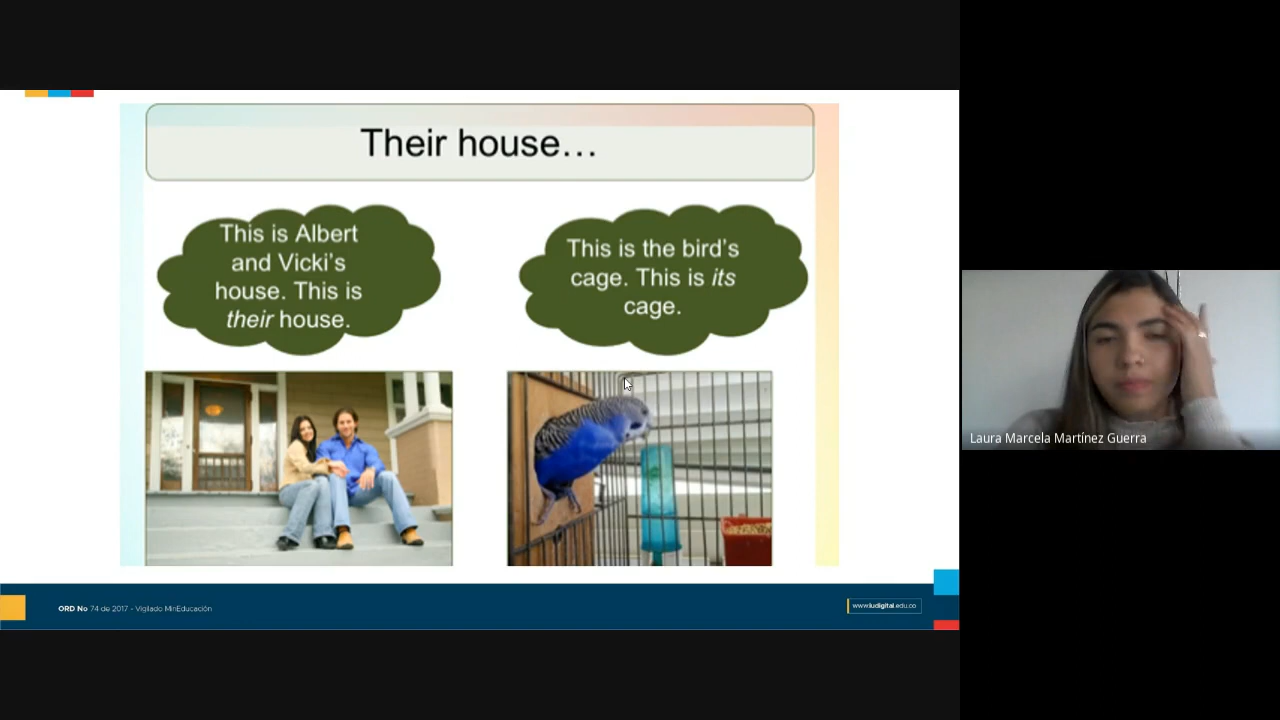 Their house…
This is Albert
and Vicki's
house. This is
their house.
This is the bird's
cage. This is its
cage.
Laura Marcela Martínez Guerra
ORD No 74 de 2017 - Vigilado MinEducación
www.iudigital.edu.co